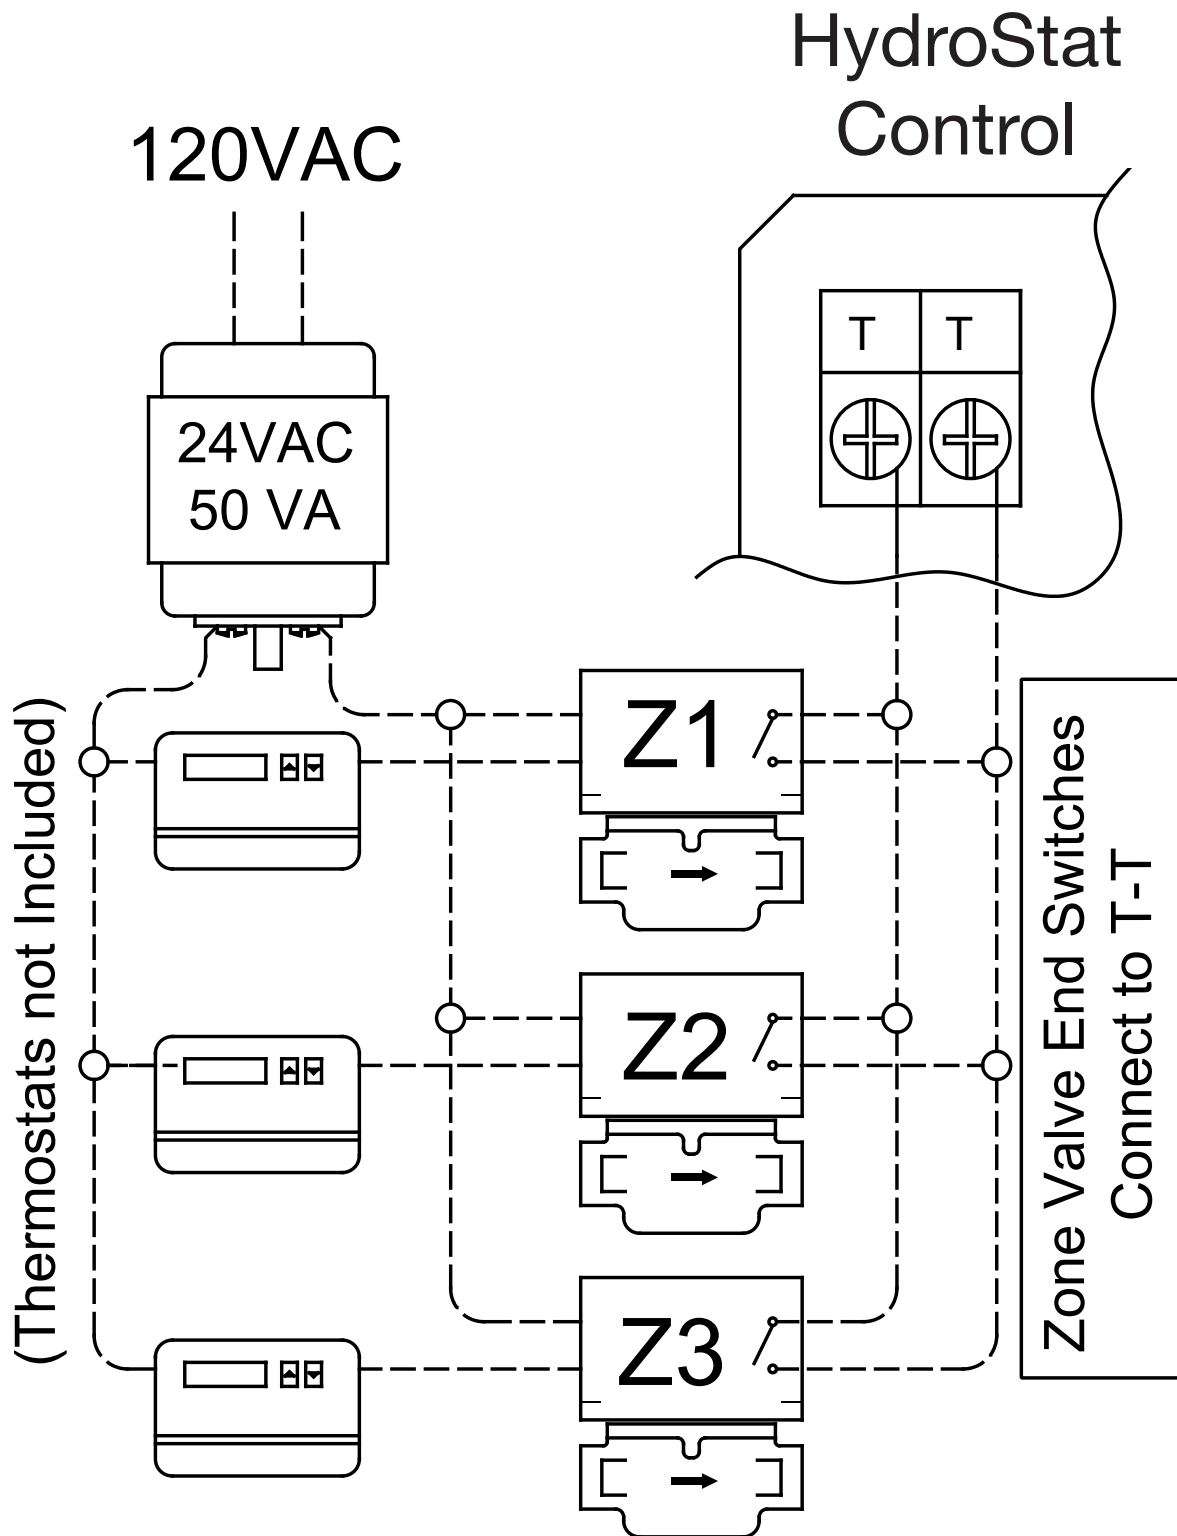 HydroStat
Control
120VAC
T T
24VAC
50 VA
Z1
Z2
Z3
(Thermostats not Included)
Zone Valve End Switches
Connect to T-T